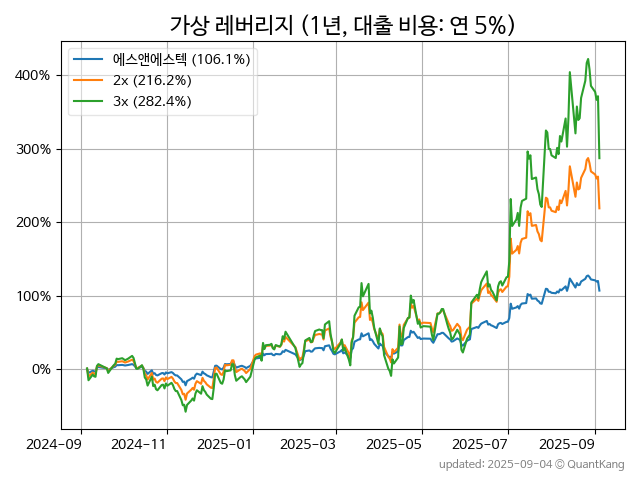 가상 레버리지 (1년, 대출 비용: 연 5%)
에스앤에스텍 (106.1%)
2x (216.2%)
3x (282.4%)
400%
300%
200%
100%
0%
2024-09 2024-11 2025-01 2025-03 2025-05 2025-07 2025-09
updated: 2025-09-04 © QuantKang